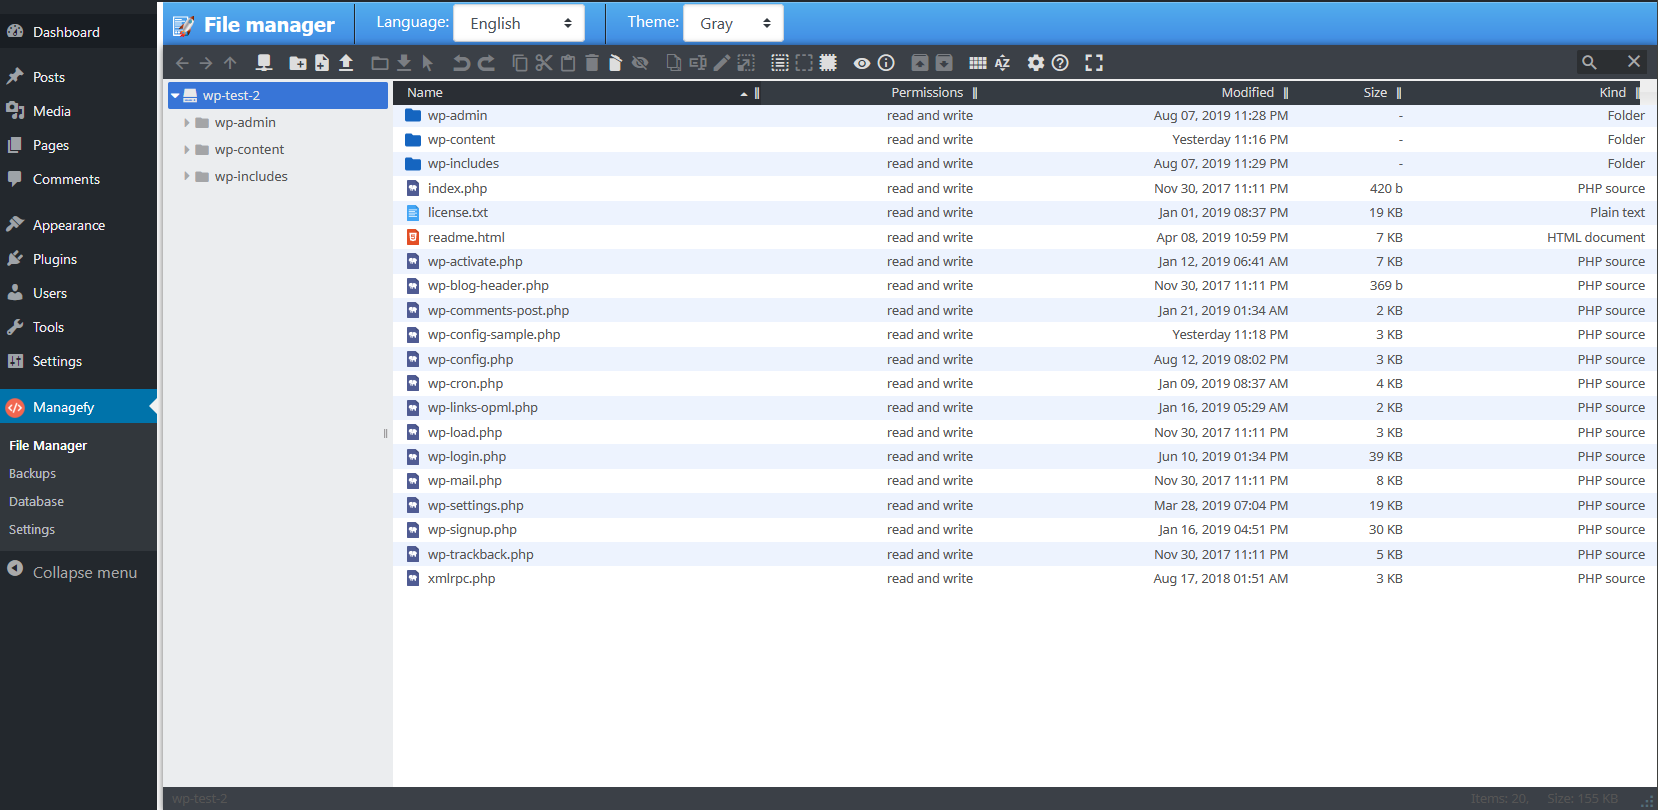 Dashboard
Posts
Media
Pages
Comments
Appearance
Plugins
Users
Tools
Settings
Managefy
File Manager
Backups
Database
Settings
Collapse menu
File manager Language: English Theme: Gray
wp-test-2
wp-admin
wp-content
wp-includes
Name Permissions Modified Size Kind
wp-admin read and write Aug 07, 2019 11:28 PM - Folder
wp-content read and write Yesterday 11:16 PM - Folder
wp-includes read and write Aug 07, 2019 11:29 PM - Folder
index.php read and write Nov 30, 2017 11:11 PM 420 b PHP source
license.txt read and write Jan 01, 2019 08:37 PM 19 KB Plain text
readme.html read and write Apr 08, 2019 10:59 PM 7 KB HTML document
wp-activate.php read and write Jan 12, 2019 06:41 AM 7 KB PHP source
wp-blog-header.php read and write Nov 30, 2017 11:11 PM 369 b PHP source
wp-comments-post.php read and write Jan 21, 2019 01:34 AM 2 KB PHP source
wp-config-sample.php read and write Yesterday 11:18 PM 3 KB PHP source
wp-config.php read and write Aug 12, 2019 08:02 PM 3 KB PHP source
wp-cron.php read and write Jan 09, 2019 08:37 AM 4 KB PHP source
wp-links-opml.php read and write Jan 16, 2019 05:29 AM 2 KB PHP source
wp-load.php read and write Nov 30, 2017 11:11 PM 3 KB PHP source
wp-login.php read and write Jun 10, 2019 01:34 PM 39 KB PHP source
wp-mail.php read and write Nov 30, 2017 11:11 PM 8 KB PHP source
wp-settings.php read and write Mar 28, 2019 07:04 PM 19 KB PHP source
wp-signup.php read and write Jan 16, 2019 04:51 PM 30 KB PHP source
wp-trackback.php read and write Nov 30, 2017 11:11 PM 5 KB PHP source
xmlrpc.php read and write Aug 17, 2018 01:51 AM 3 KB PHP source
wp-test-2 Items: 20, Size: 155 KB